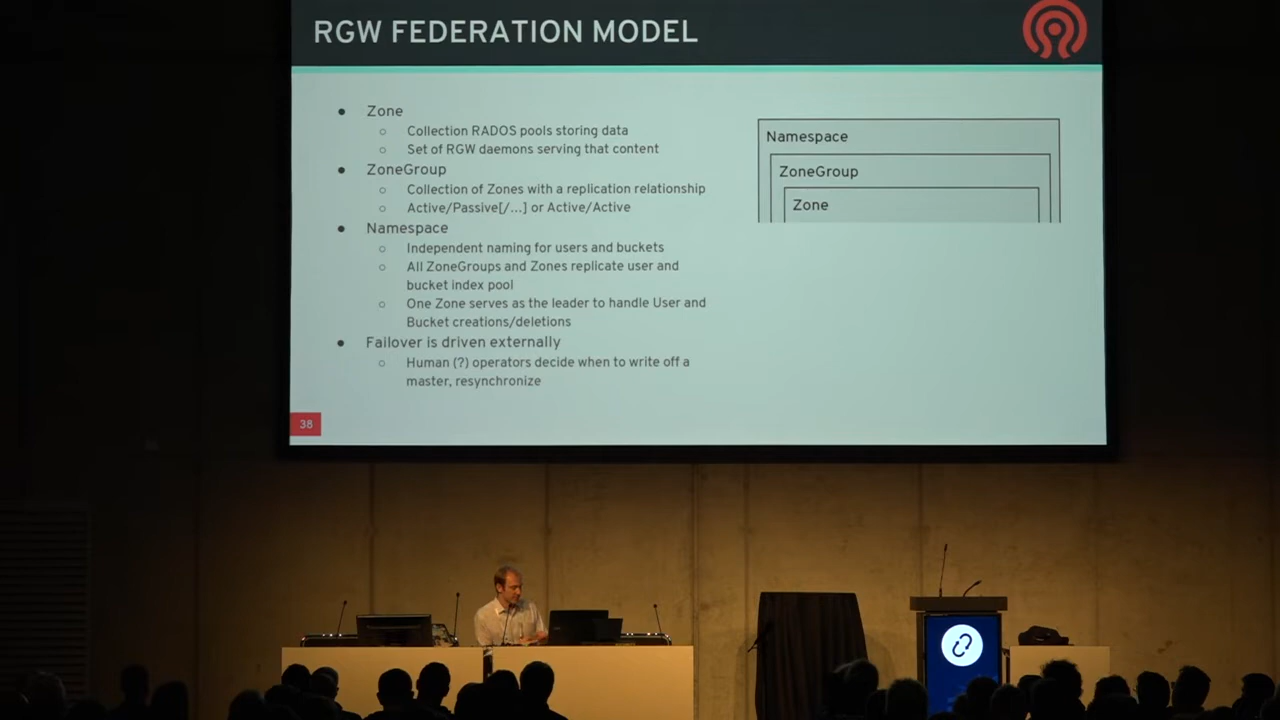 RGW FEDERATION MODEL
● Zone
○ Collection RADOS pools storing data
○ Set of RGW daemons serving that content
● ZoneGroup
○ Collection of Zones with a replication relationship
○ Active/Passive[/...] or Active/Active
● Namespace
○ Independent naming for users and buckets
○ All ZoneGroups and Zones replicate user and
bucket index pool
○ One Zone serves as the leader to handle User and
Bucket creations/deletions
● Failover is driven externally
○ Human (?) operators decide when to write off a
master, resynchronize
Namespace
ZoneGroup
Zone
38